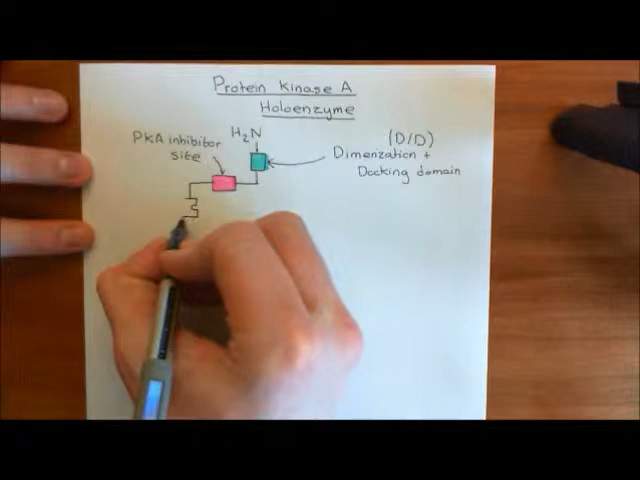 Protein Kinase A
Holoenzyme
PKA inhibitor
site
H2N
(D/D)
Dimerization +
Docking domain